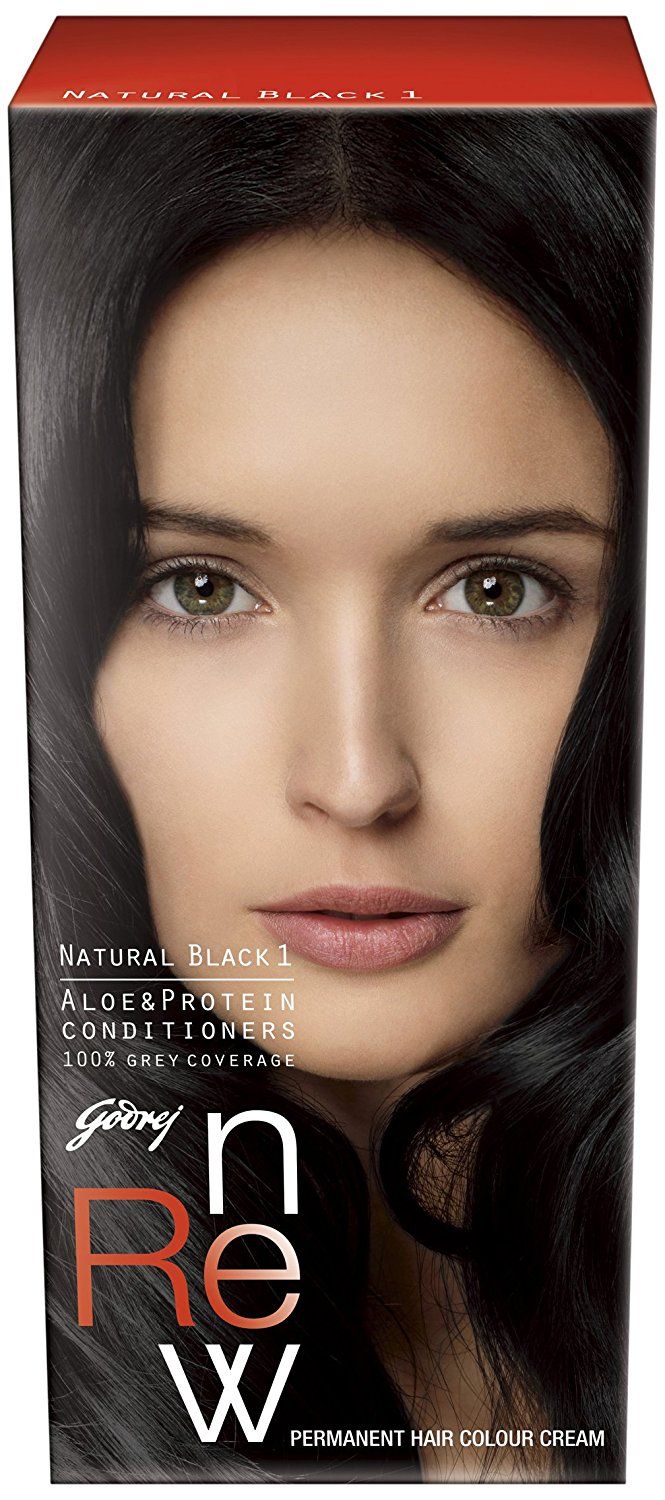 NATURAL BLACK 1
NATURAL BLACK 1
ALOE&PROTEIN
CONDITIONERS
100% GREY COVERAGE
Godrej
n
Re
w
PERMANENT HAIR COLOUR CREAM